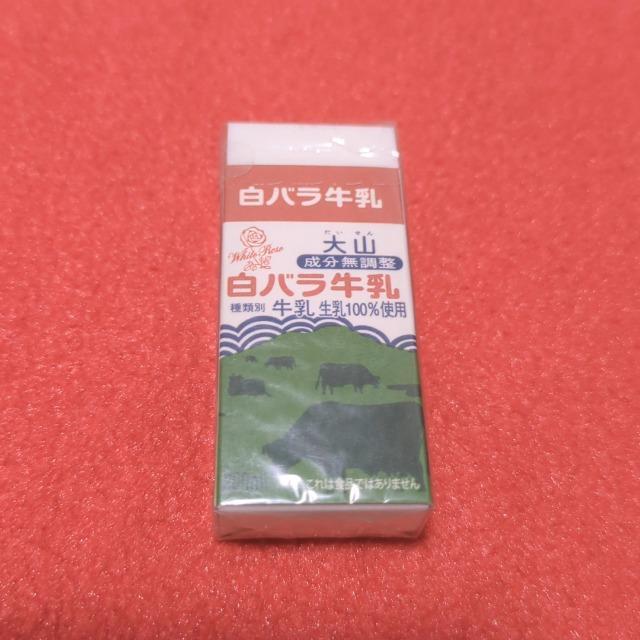 白バラ牛乳
だいせん
大山
White Rose
成分無調整
白バラ牛乳
種類別 牛乳 生乳100%使用
これは食品ではありません